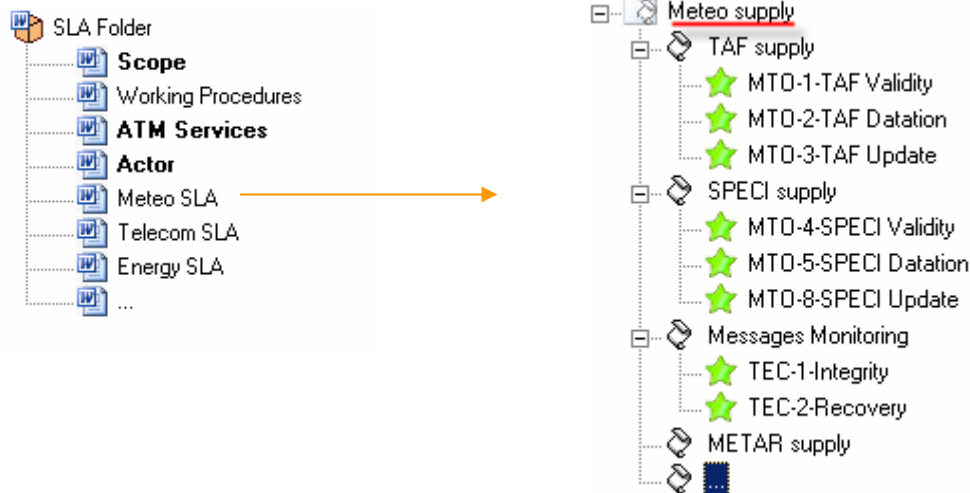 SLA Folder
Scope
Working Procedures
ATM Services
Actor
Meteo SLA
Telecom SLA
Energy SLA
...
Meteo supply
TAF supply
MTO-1-TAF Validity
MTO-2-TAF Datation
MTO-3-TAF Update
SPECI supply
MTO-4-SPECI Validity
MTO-5-SPECI Datation
MTO-8-SPECI Update
Messages Monitoring
TEC-1-Integrity
TEC-2-Recovery
METAR supply
...